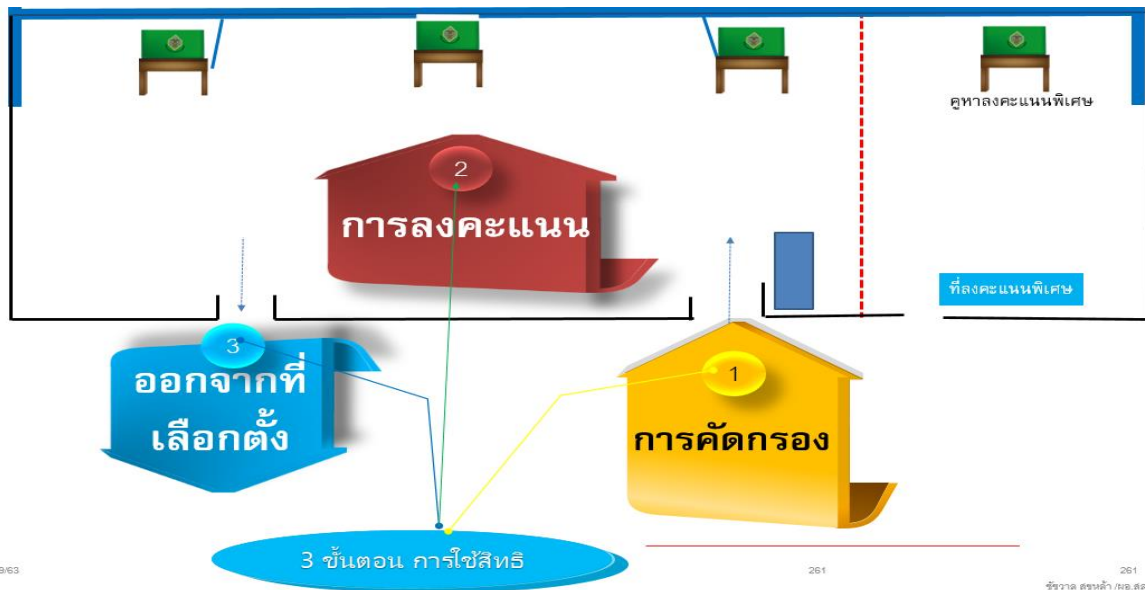 คูหาลงคะแนนพิเศษ
2
การลงคะแนน
ที่ลงคะแนนพิเศษ
3
ออกจากที่
เลือกตั้ง
1
การคัดกรอง
3 ขั้นตอน การใช้สิทธิ
/63
261
261